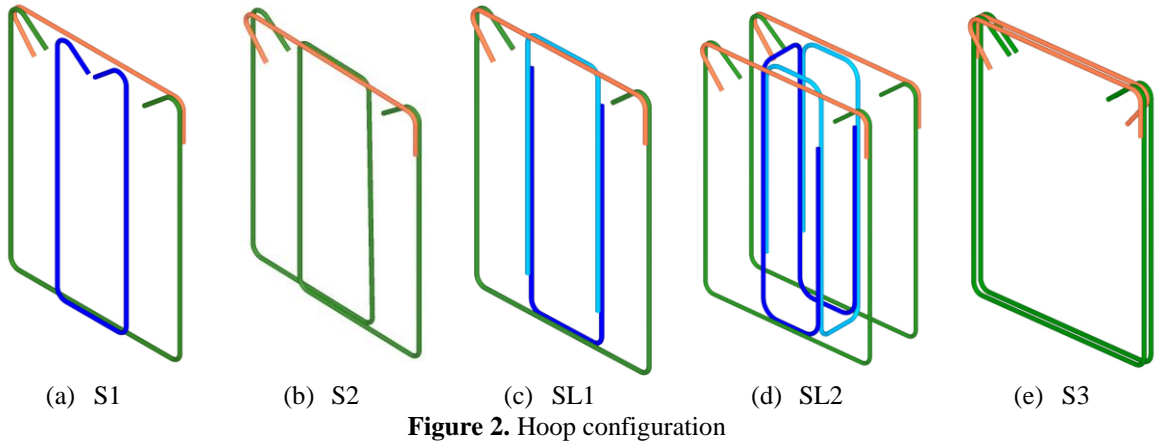 (a) S1 (b) S2 (c) SL1 (d) SL2 (e) S3
Figure 2. Hoop configuration